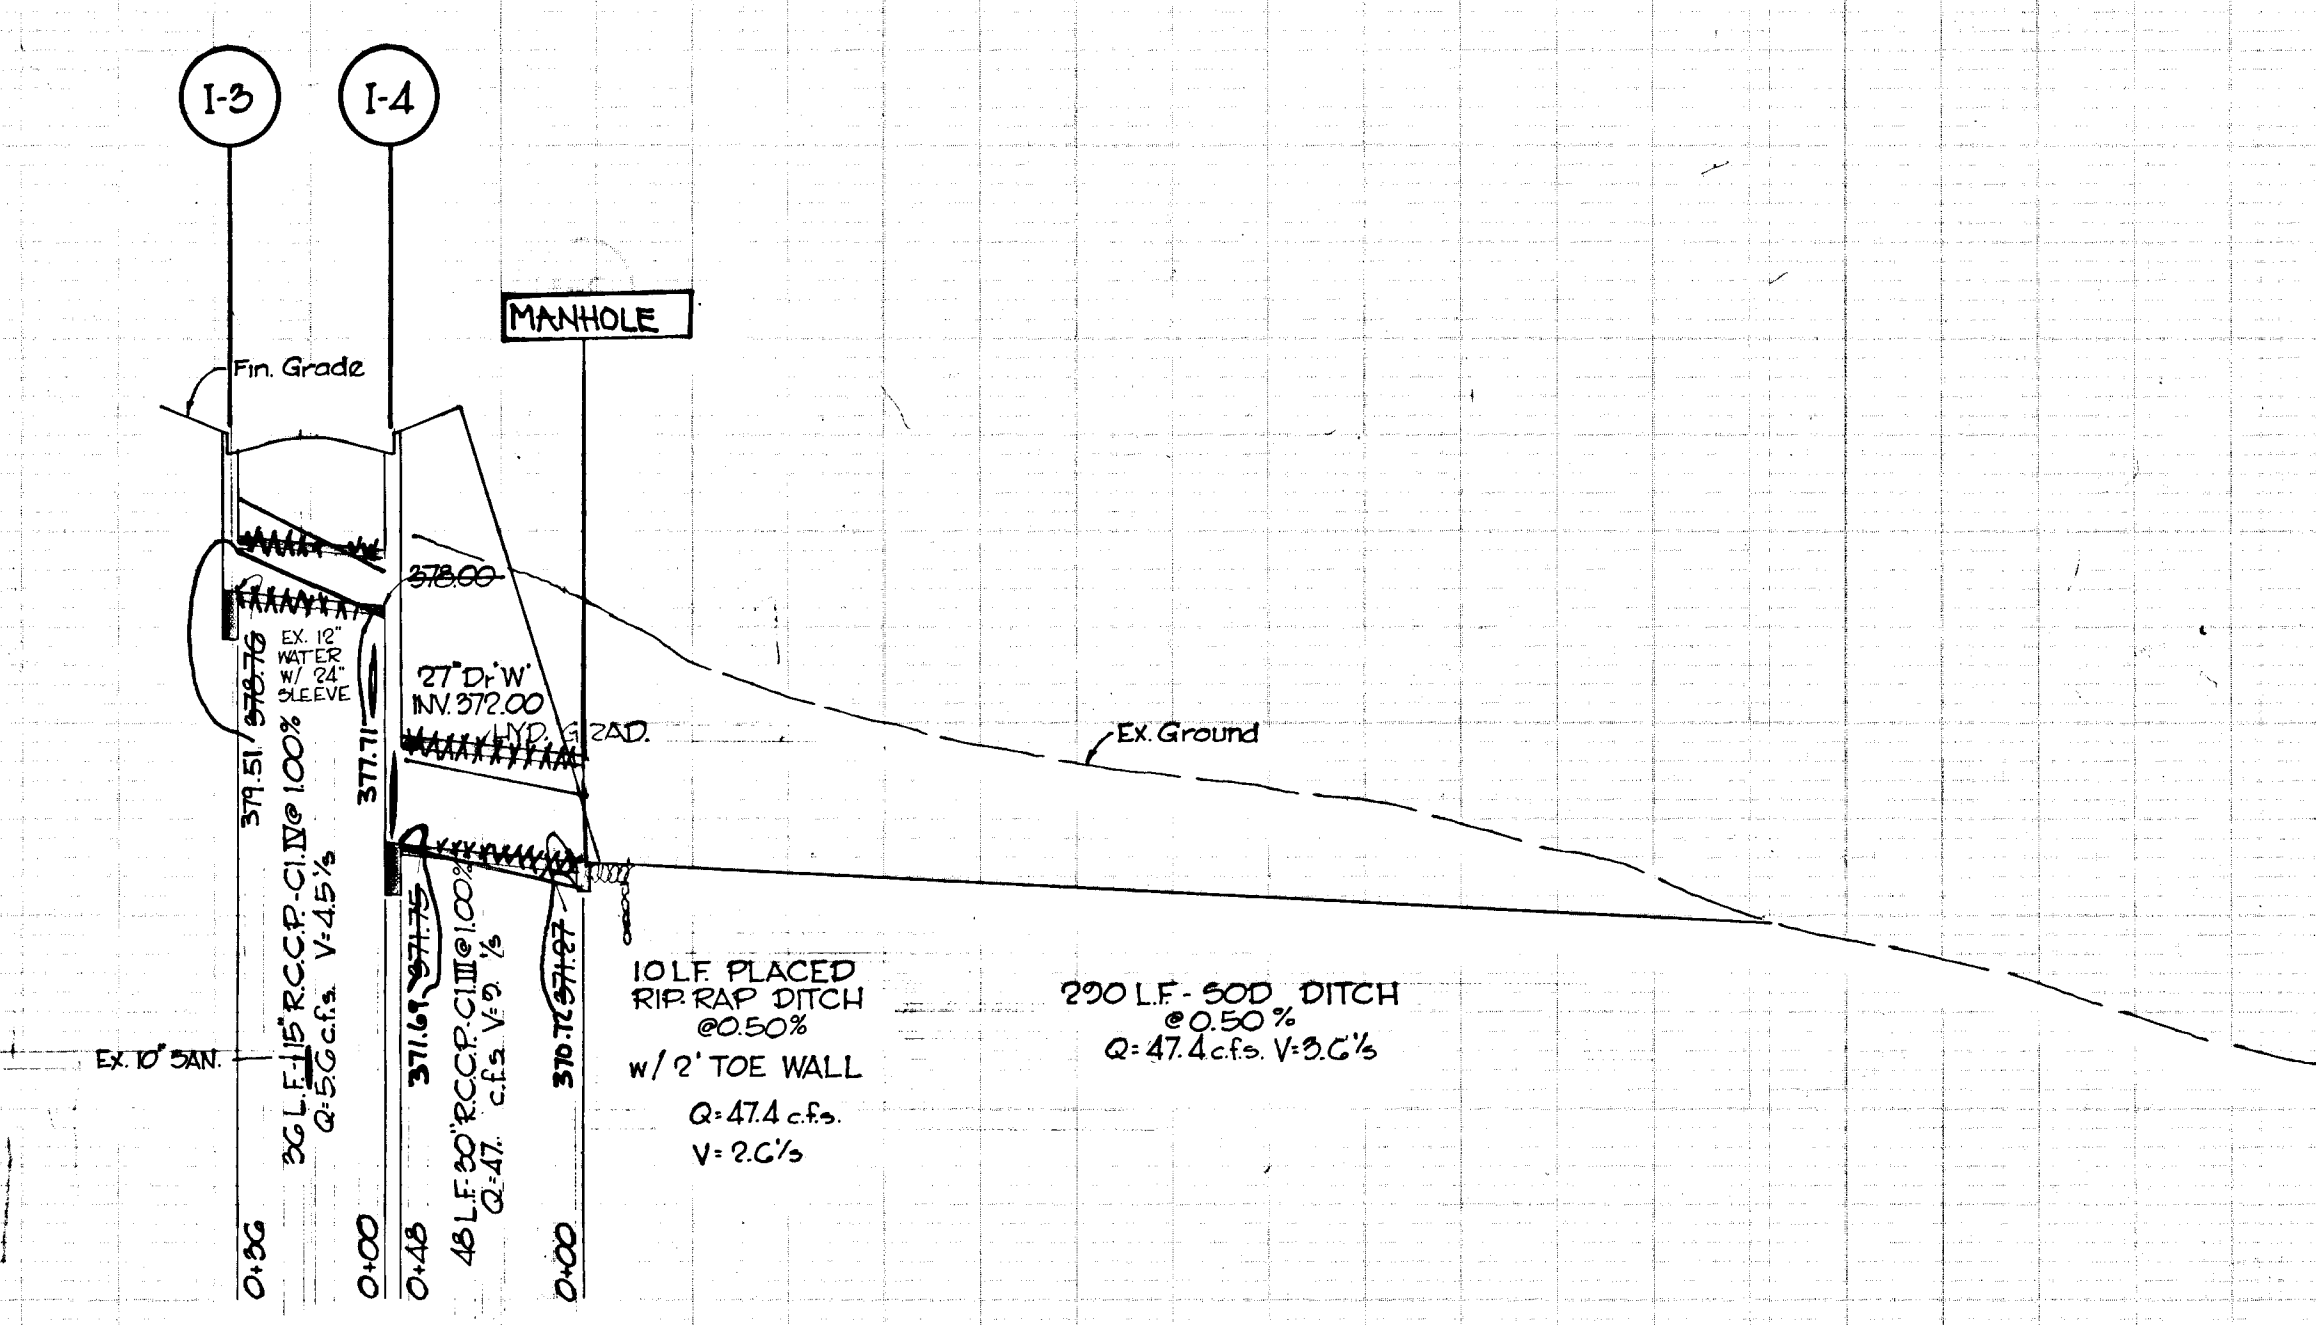 I-3
I-4
MANHOLE
Fin. Grade
378.00
EX. 12"
WATER
W/ 24"
SLEEVE
27" Dr 'W'
INV. 372.00
HYD. GRAD.
Ex. Ground
379.51 378.76
36 L.F.-15" R.C.C.P.-Cl.IV@ 1.00%
Q=5.6 c.f.s. V=4.5'/s
377.71
371.69 371.75
48 L.F.-30" R.C.C.P.-Cl.III@1.00%
Q=47. c.f.s. V=9. '/s
370.72 371.27
EX. 10" SAN.
10 L.F. PLACED
RIP. RAP DITCH
@0.50%
w/ 2' TOE WALL
Q=47.4 c.f.s.
V=2.6'/s
290 L.F.-SOD DITCH
@ 0.50%
Q=47.4 c.f.s. V=3.6'/s
0+36
0+00
0+48
0+00